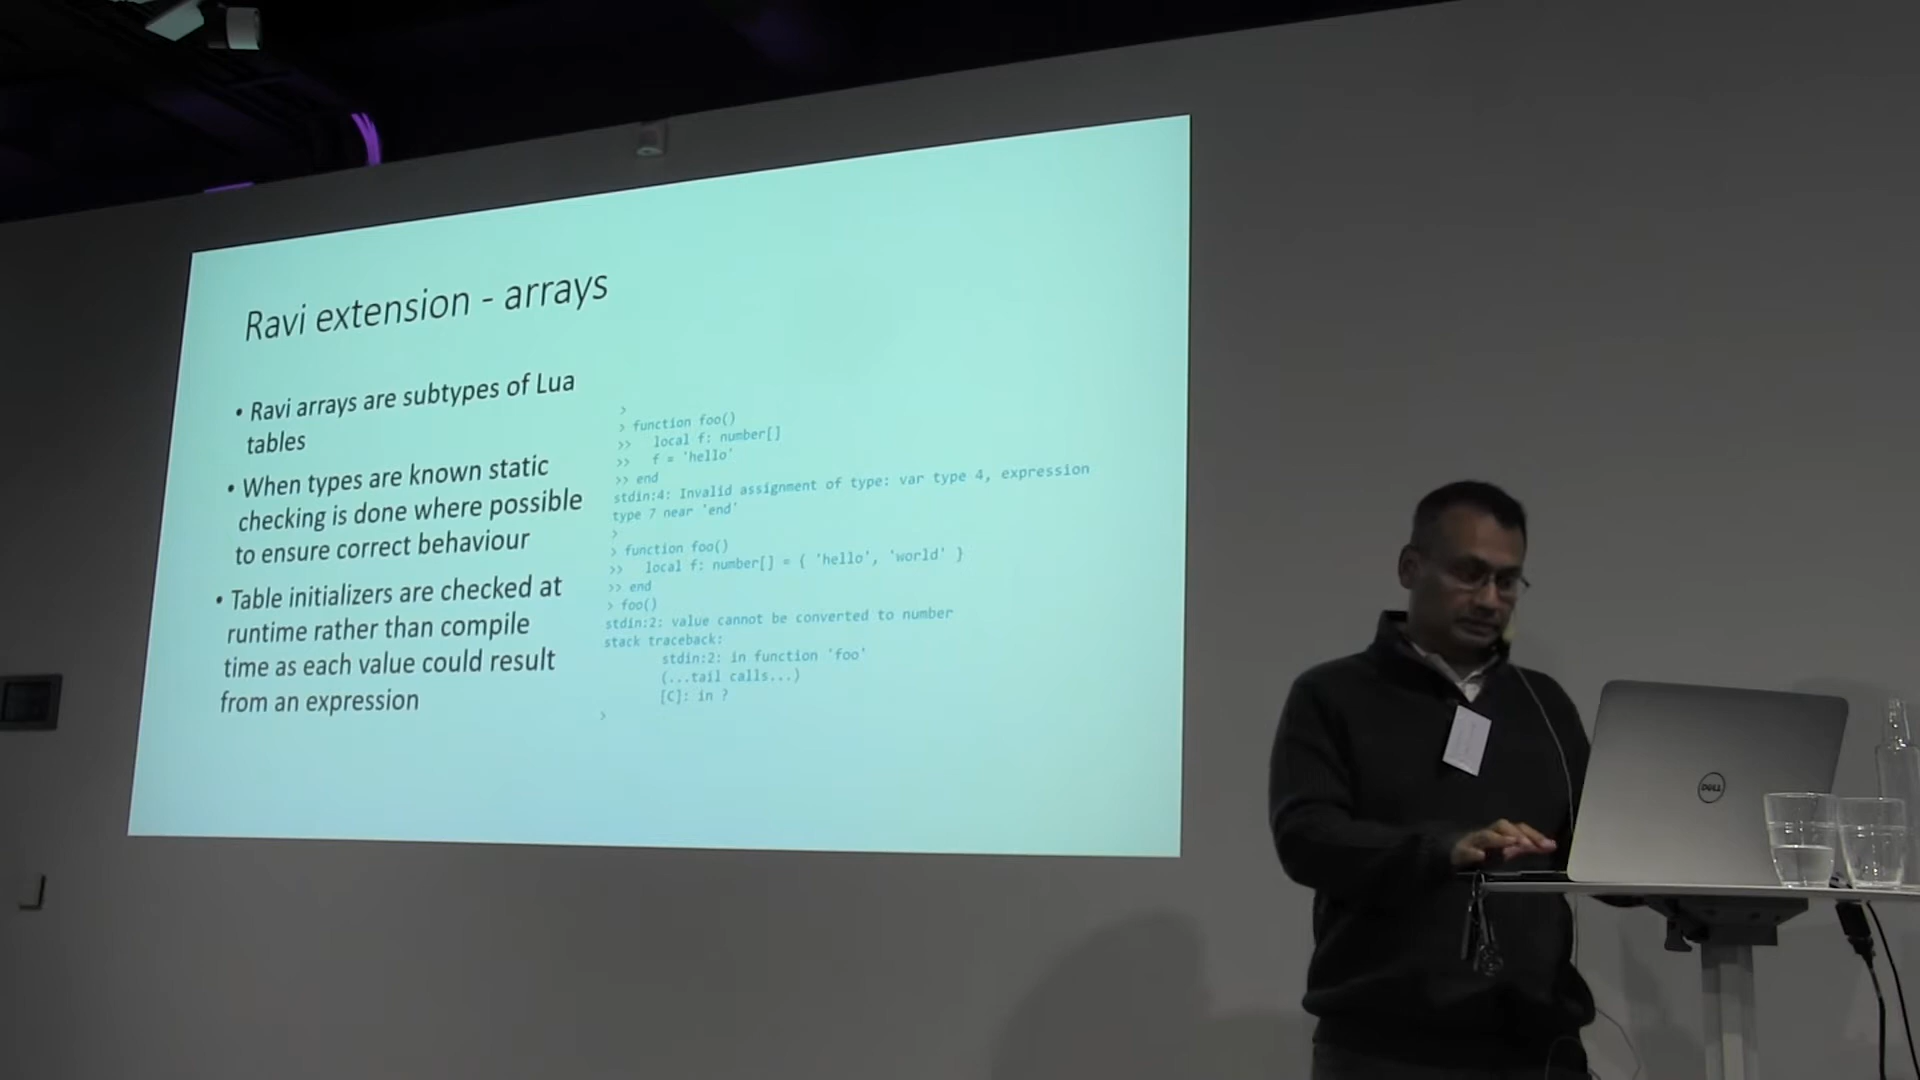 Ravi extension - arrays
• Ravi arrays are subtypes of Lua
tables
• When types are known static
checking is done where possible
to ensure correct behaviour
• Table initializers are checked at
runtime rather than compile
time as each value could result
from an expression
>
> function foo()
>>   local f: number[]
>>   f = 'hello'
>> end
stdin:4: Invalid assignment of type: var type 4, expression
type 7 near 'end'
>
> function foo()
>>   local f: number[] = { 'hello', 'world' }
>> end
> foo()
stdin:2: value cannot be converted to number
stack traceback:
stdin:2: in function 'foo'
(...tail calls...)
[C]: in ?
>
DELL